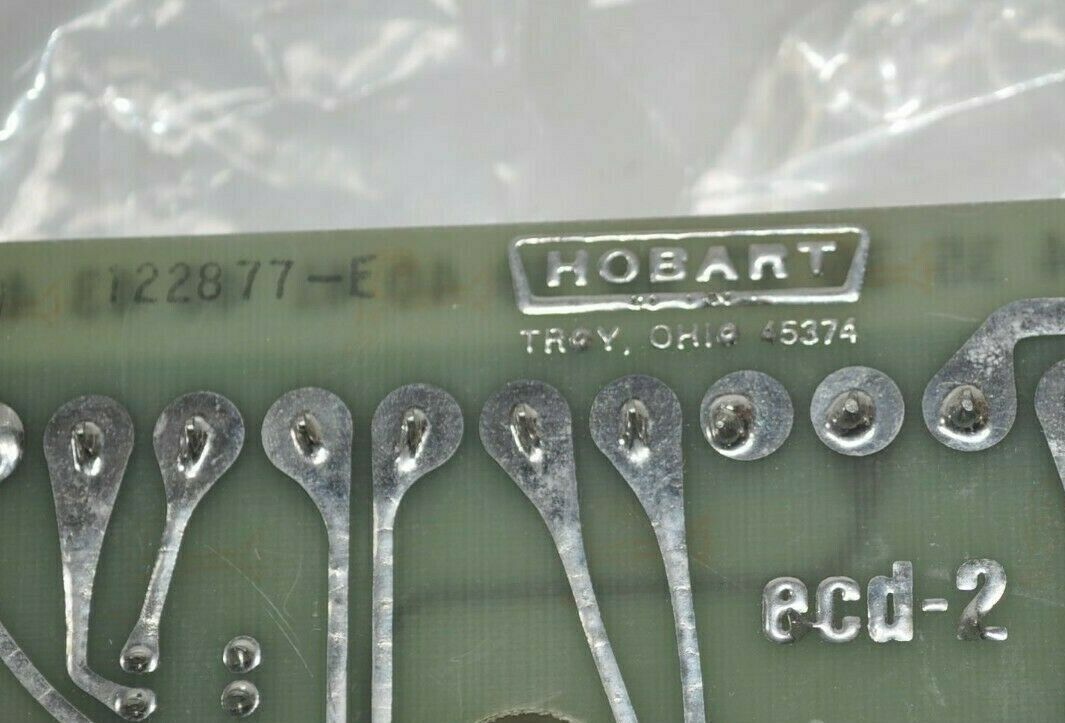 122877-E
HOBART
TROY, OHIO 45374
ecd-2